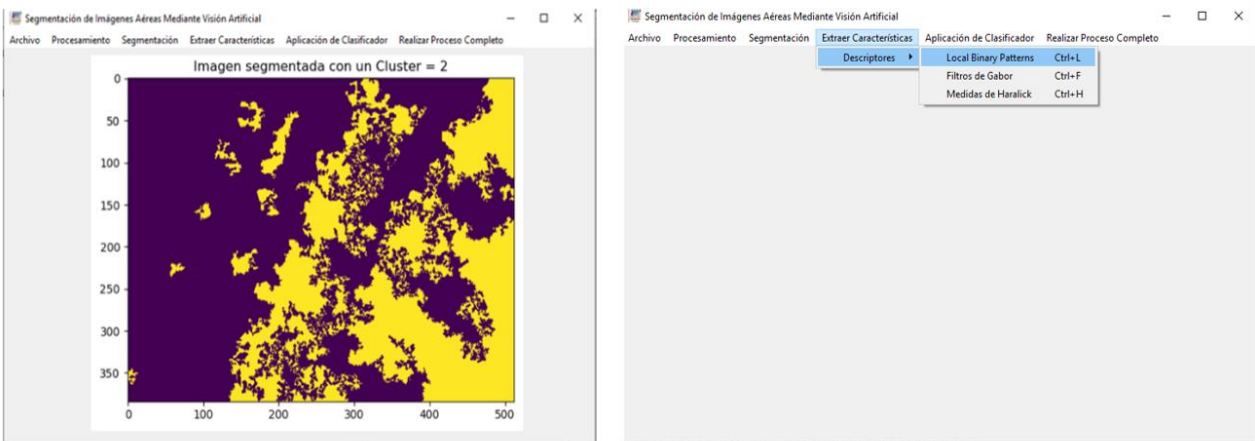 Segmentación de Imágenes Aéreas Mediante Visión Artificial
Archivo Procesamiento Segmentación Extraer Características Aplicación de Clasificador Realizar Proceso Completo
Imagen segmentada con un Cluster = 2
0
50
100
150
200
250
300
350
0 100 200 300 400 500
Segmentación de Imágenes Aéreas Mediante Visión Artificial
Archivo Procesamiento Segmentación Extraer Características Aplicación de Clasificador Realizar Proceso Completo
Descriptores Local Binary Patterns Ctrl+L
Filtros de Gabor Ctrl+F
Medidas de Haralick Ctrl+H